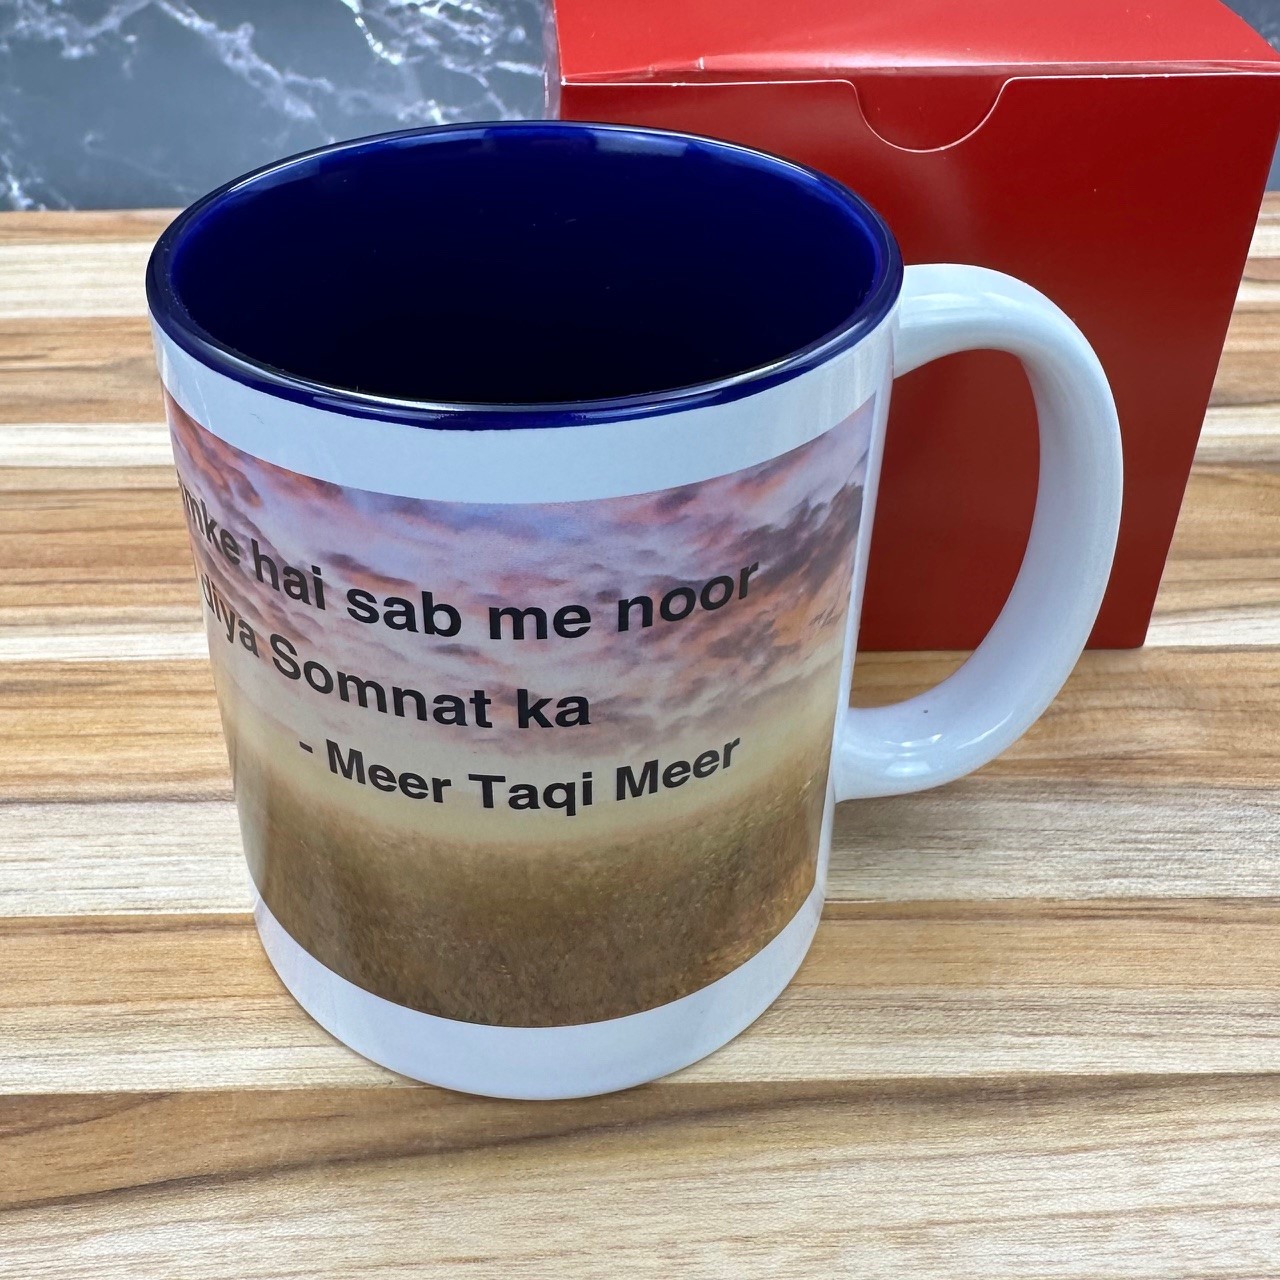 hai sab me noor
diya Somnat ka
- Meer Taqi Meer